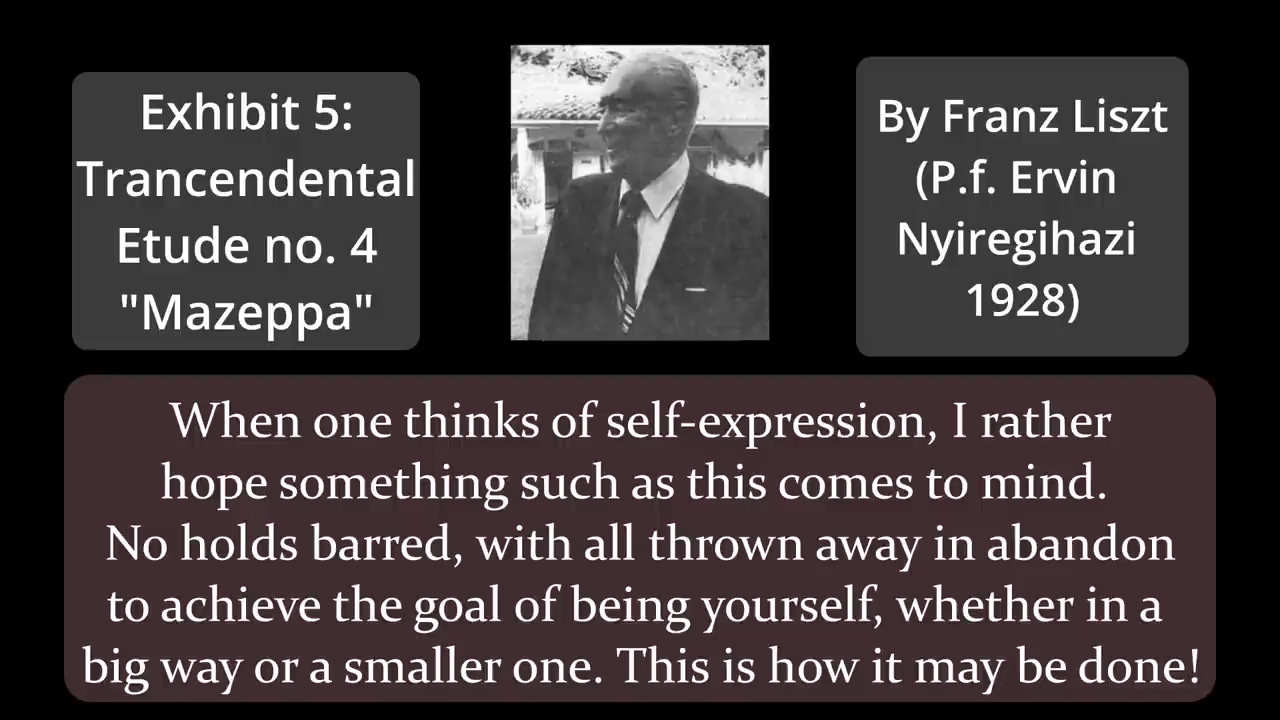 Exhibit 5:
Trancendental
Etude no. 4
"Mazeppa"
By Franz Liszt
(P.f. Ervin
Nyiregihazi
1928)
When one thinks of self-expression, I rather
hope something such as this comes to mind.
No holds barred, with all thrown away in abandon
to achieve the goal of being yourself, whether in a
big way or a smaller one. This is how it may be done!